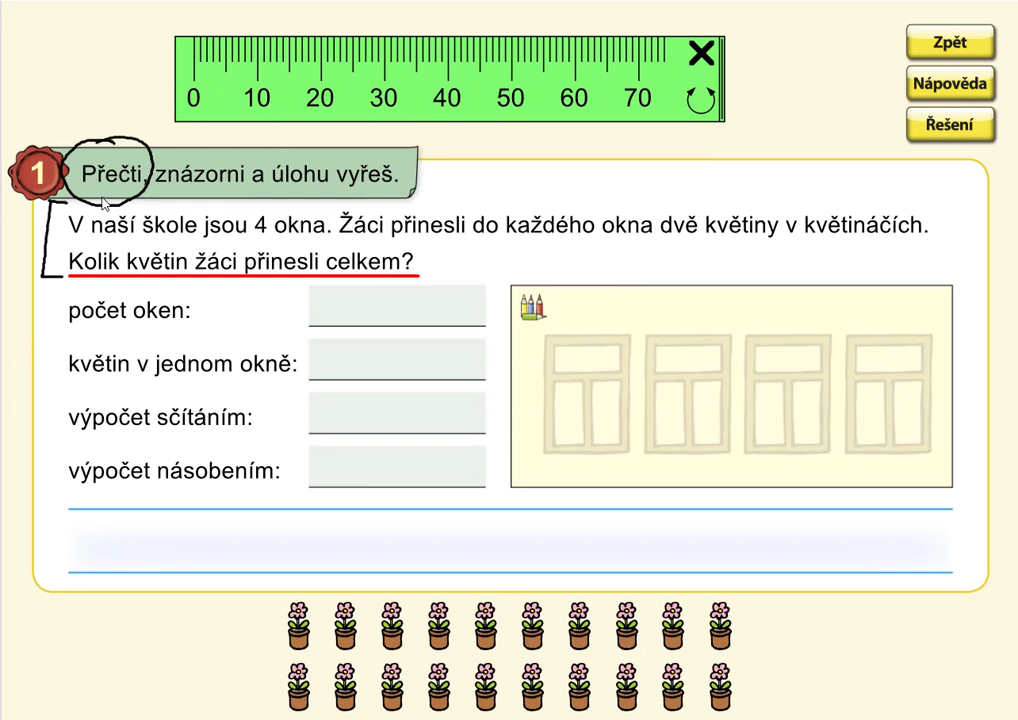 0 10 20 30 40 50 60 70
Zpět
Nápověda
Řešení
1 Přečti, znázorni a úlohu vyřeš.
V naší škole jsou 4 okna. Žáci přinesli do každého okna dvě květiny v květináčích.
Kolik květin žáci přinesli celkem?
počet oken:
květin v jednom okně:
výpočet sčítáním:
výpočet násobením: